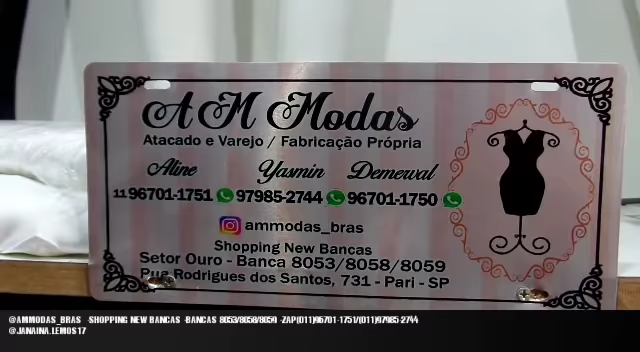 AM Modas
Atacado e Varejo / Fabricação Própria
Aline Yasmin Demewal
11 96701-1751 97985-2744 96701-1750
ammodas_bras
Shopping New Bancas
Setor Ouro - Banca 8053/8058/8059
Rua Rodrigues dos Santos, 731 - Pari - SP
@AMMODAS_BRAS -SHOPPING NEW BANCAS -BANCAS 8053/8058/8059 -ZAP(011)96701-1751/(011)97985-2744
@JANAINA.LEMOS17